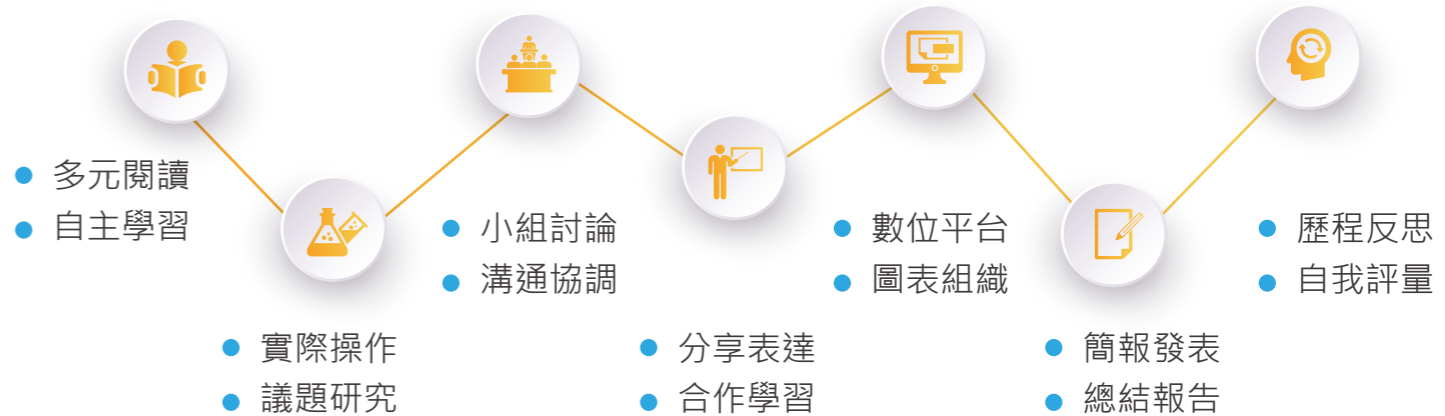 多元閱讀
自主學習
實際操作
議題研究
小組討論
溝通協調
分享表達
合作學習
數位平台
圖表組織
簡報發表
總結報告
歷程反思
自我評量